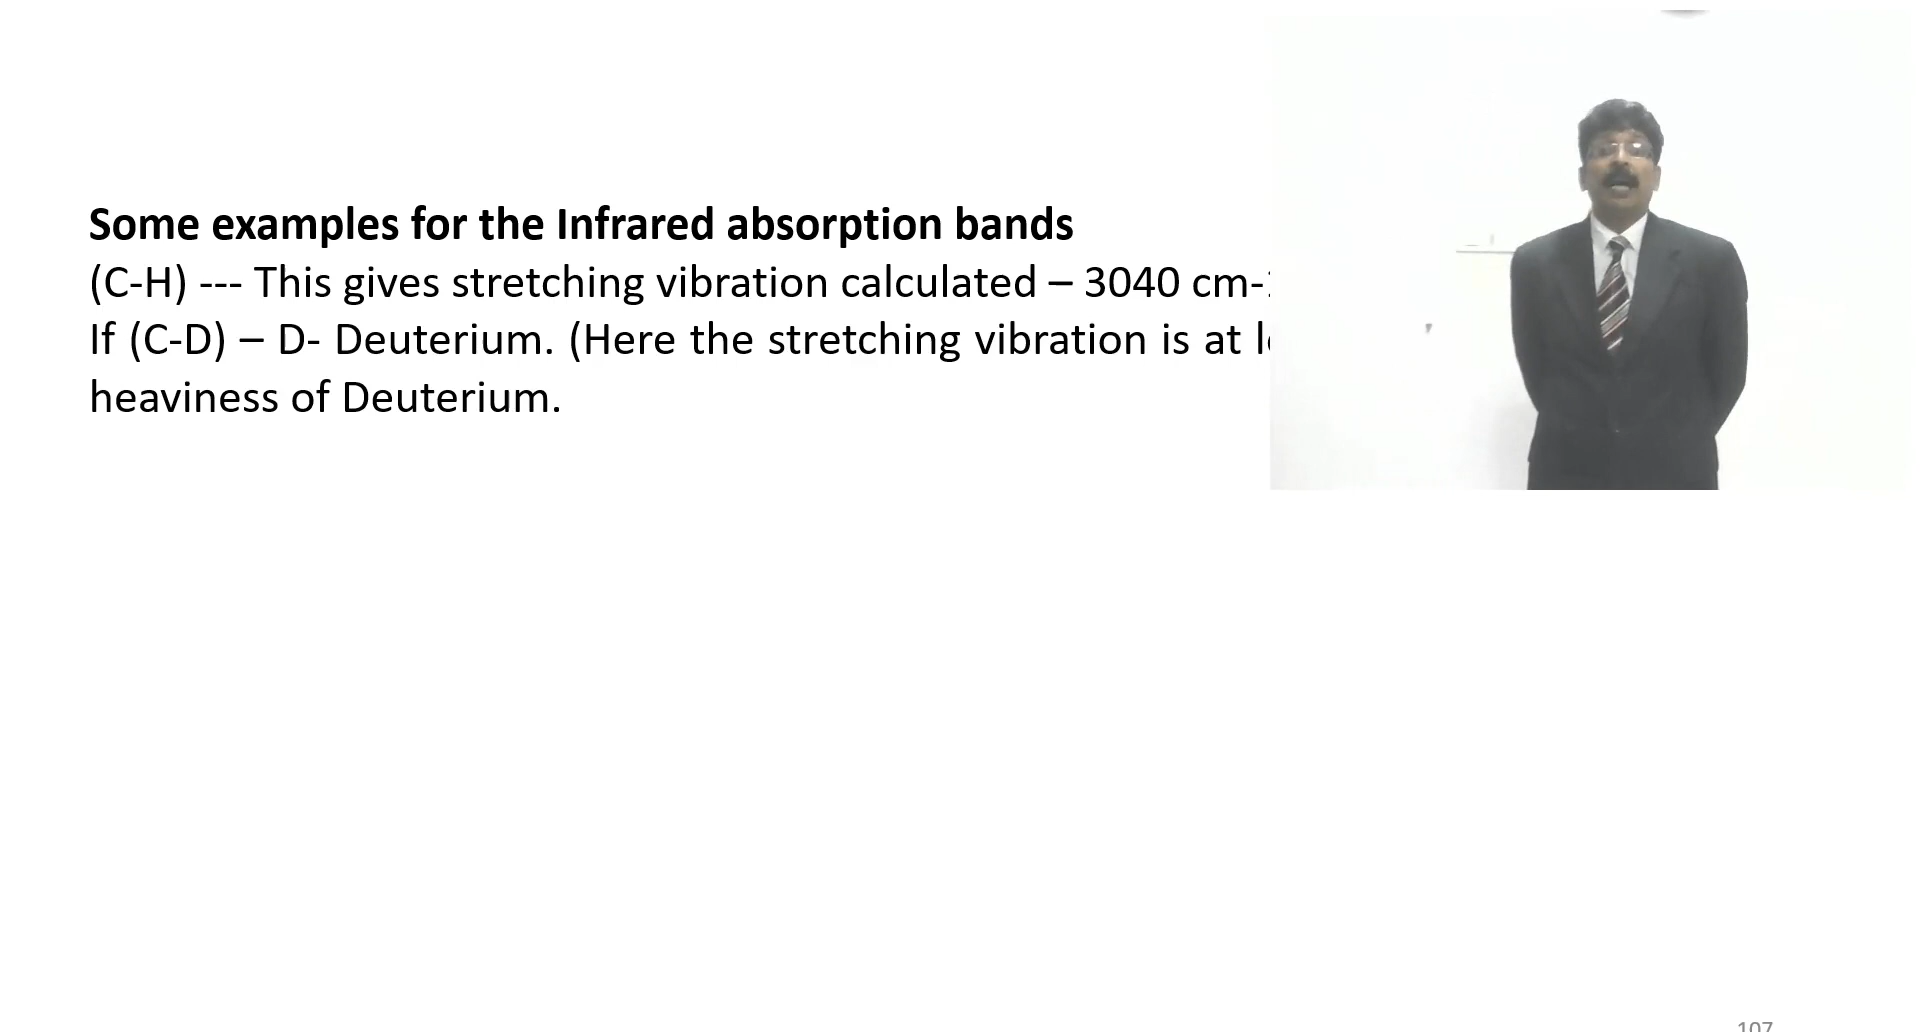 Some examples for the Infrared absorption bands
(C-H) --- This gives stretching vibration calculated – 3040 cm-
If (C-D) – D- Deuterium. (Here the stretching vibration is at
heaviness of Deuterium.
107